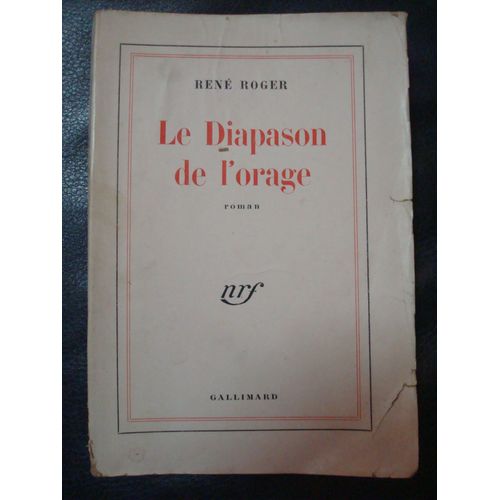 RENÉ ROGER
Le Diapason
de l'orage
roman
nrf
GALLIMARD